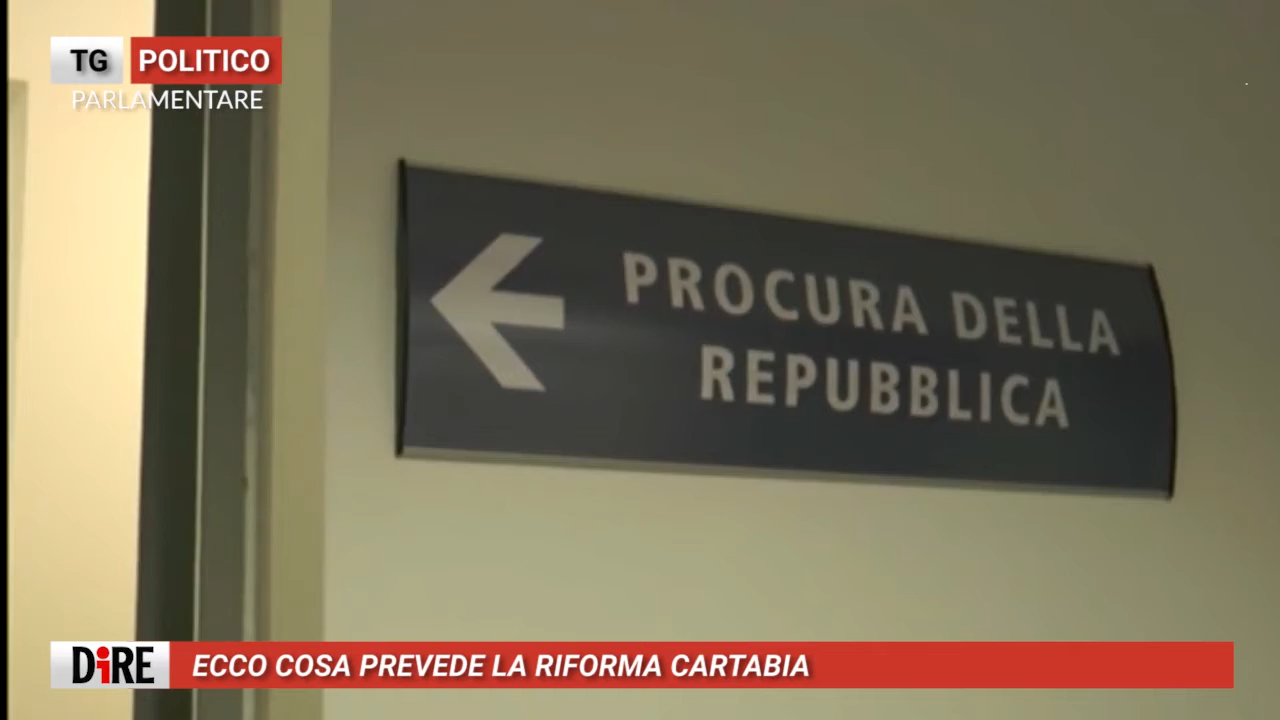 TG POLITICO
PARLAMENTARE
PROCURA DELLA
REPUBBLICA
DiRE ECCO COSA PREVEDE LA RIFORMA CARTABIA